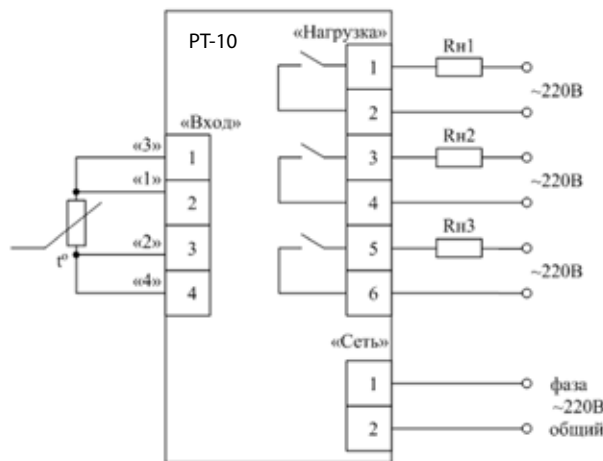 PT-10
«Нагрузка»
Rн1
1
~220В
2
«Вход»
«3»
1
Rн2
3
«1»
2
~220В
4
«2»
3
Rн3
5
t°
«4»
4
~220В
6
«Сеть»
1
фаза
~220В
2
общий